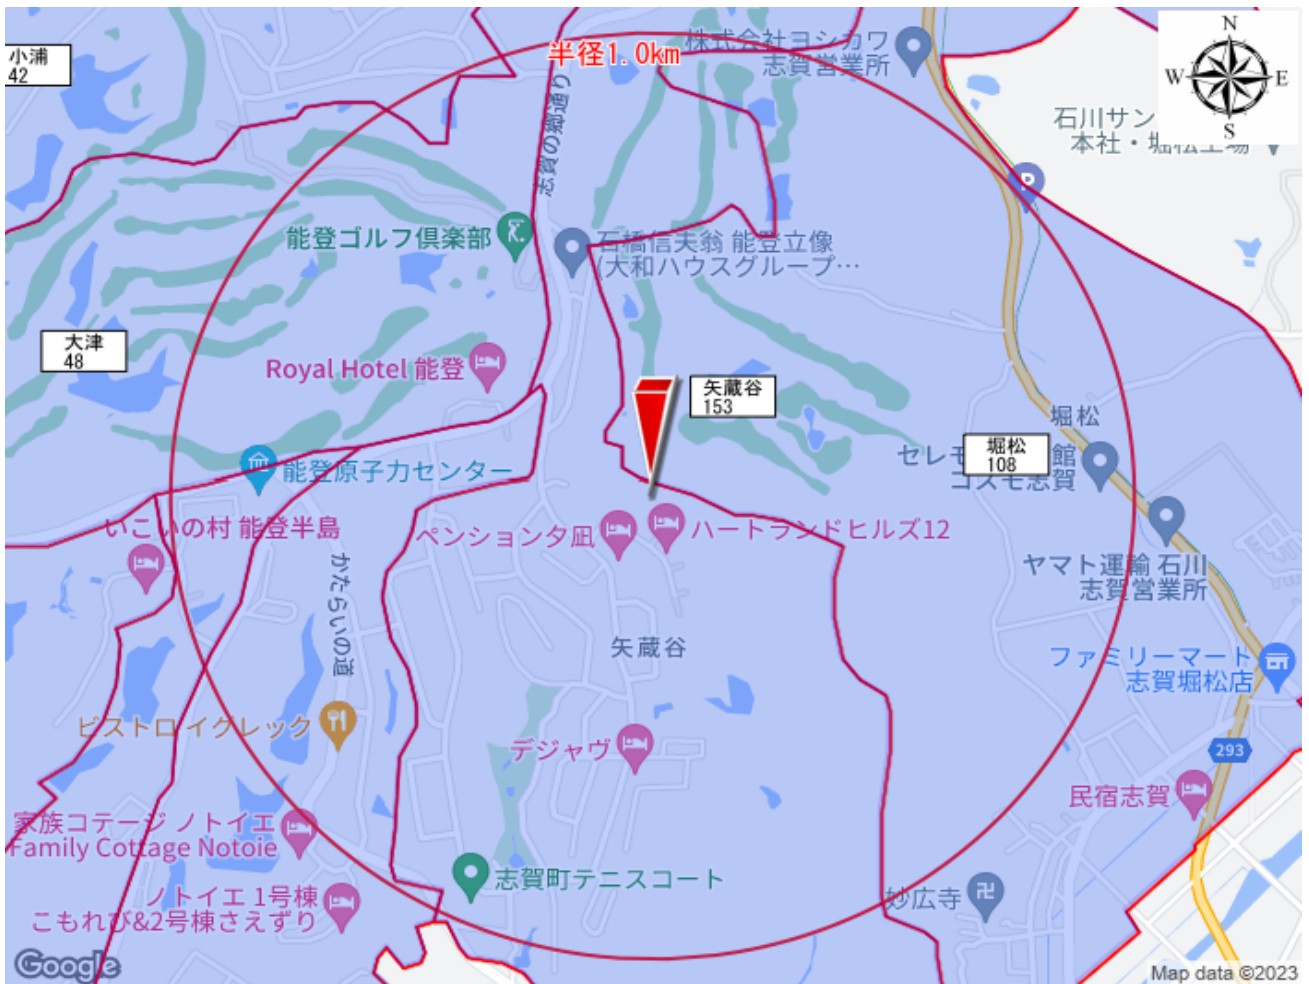 小浦
42
半径1.0km
株式会社ヨシカワ
志賀営業所
N
W
E
S
石川サン
本社・堀松工場
P
志賀の郷通り
能登ゴルフ倶楽部
石橋信夫翁 能登立像
(大和ハウスグループ…
大津
48
Royal Hotel 能登
矢蔵谷
153
堀松
堀松
108
セレモ
館
コスモ志賀
能登原子力センター
いこいの村 能登半島
ペンション夕凪
ハートランドヒルズ12
ヤマト運輸 石川
志賀営業所
かたらいの道
矢蔵谷
ファミリーマート
志賀堀松店
ビストロ イグレック
デジャヴ
293
民宿志賀
家族コテージ ノトイエ
Family Cottage Notoie
志賀町テニスコート
ノトイエ 1号棟
こもれび&2号棟さえずり
妙広寺
卍
Google
Map data ©2023